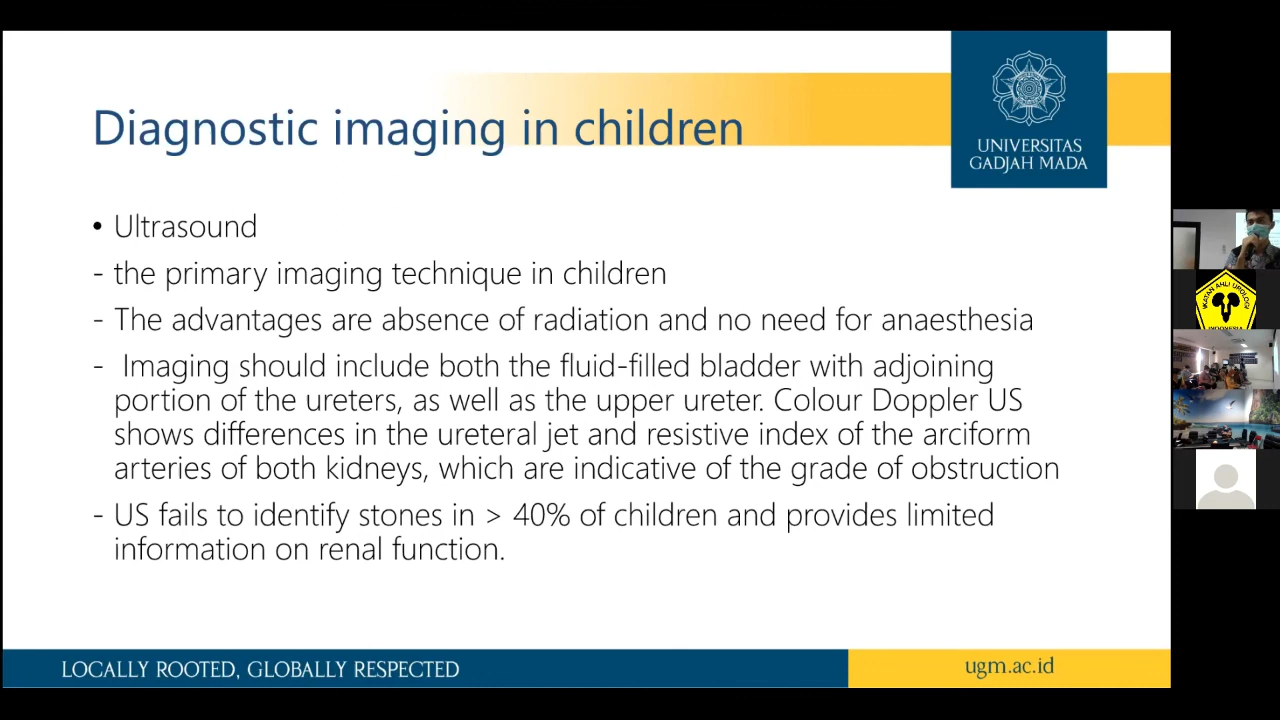 Diagnostic imaging in children
UNIVERSITAS
GADJAH MADA
• Ultrasound
- the primary imaging technique in children
- The advantages are absence of radiation and no need for anaesthesia
- Imaging should include both the fluid-filled bladder with adjoining
portion of the ureters, as well as the upper ureter. Colour Doppler US
shows differences in the ureteral jet and resistive index of the arciform
arteries of both kidneys, which are indicative of the grade of obstruction
- US fails to identify stones in > 40% of children and provides limited
information on renal function.
IKATAN AHLI UROLOGI
INDONESIA
LOCALLY ROOTED, GLOBALLY RESPECTED
ugm.ac.id